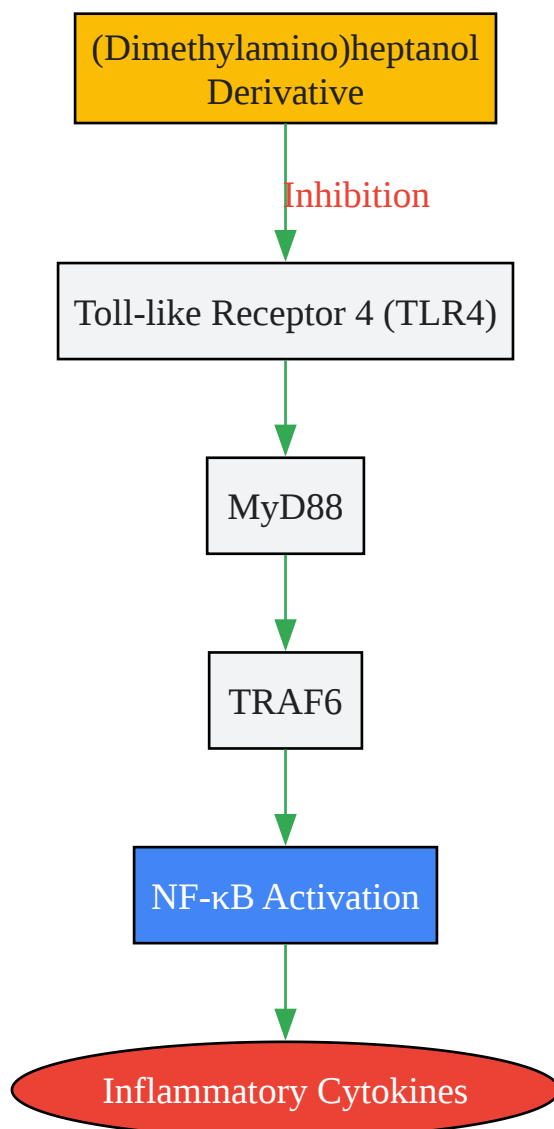 (Dimethylamino)heptanol
Derivative
Inhibition
Toll-like Receptor 4 (TLR4)
MyD88
TRAF6
NF-κB Activation
Inflammatory Cytokines